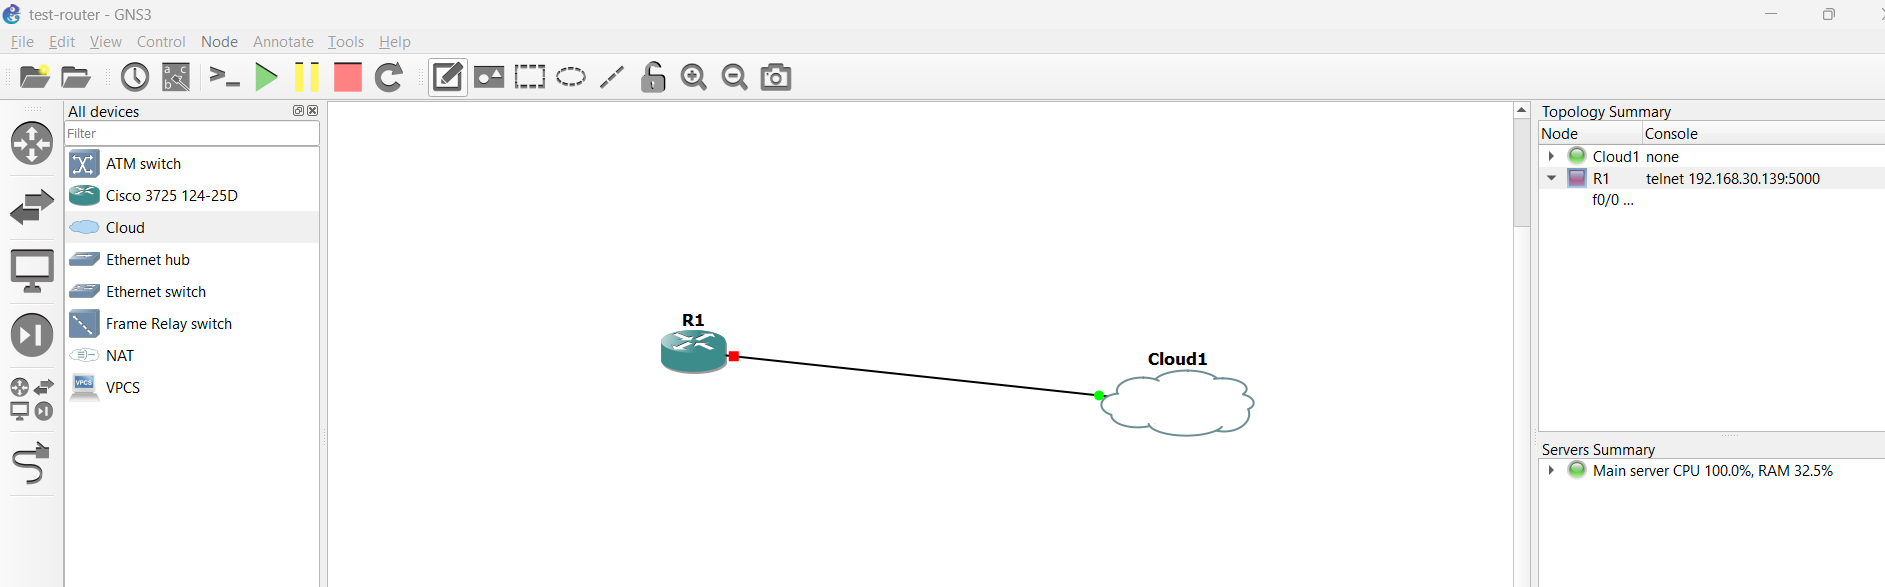 test-router - GNS3
File Edit View Control Node Annotate Tools Help
All devices
Filter
ATM switch
Cisco 3725 124-25D
Cloud
Ethernet hub
Ethernet switch
Frame Relay switch
NAT
VPCS
VPCS
R1
Cloud1
Topology Summary
Node Console
Cloud1 none
R1 telnet 192.168.30.139:5000
f0/0 ...
Servers Summary
Main server CPU 100.0%, RAM 32.5%